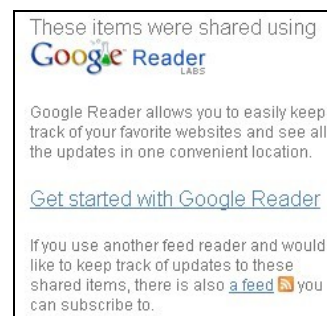 These items were shared using
Google Reader
LABS
Google Reader allows you to easily keep
track of your favorite websites and see all
the updates in one convenient location.
Get started with Google Reader
If you use another feed reader and would
like to keep track of updates to these
shared items, there is also a feed you
can subscribe to.